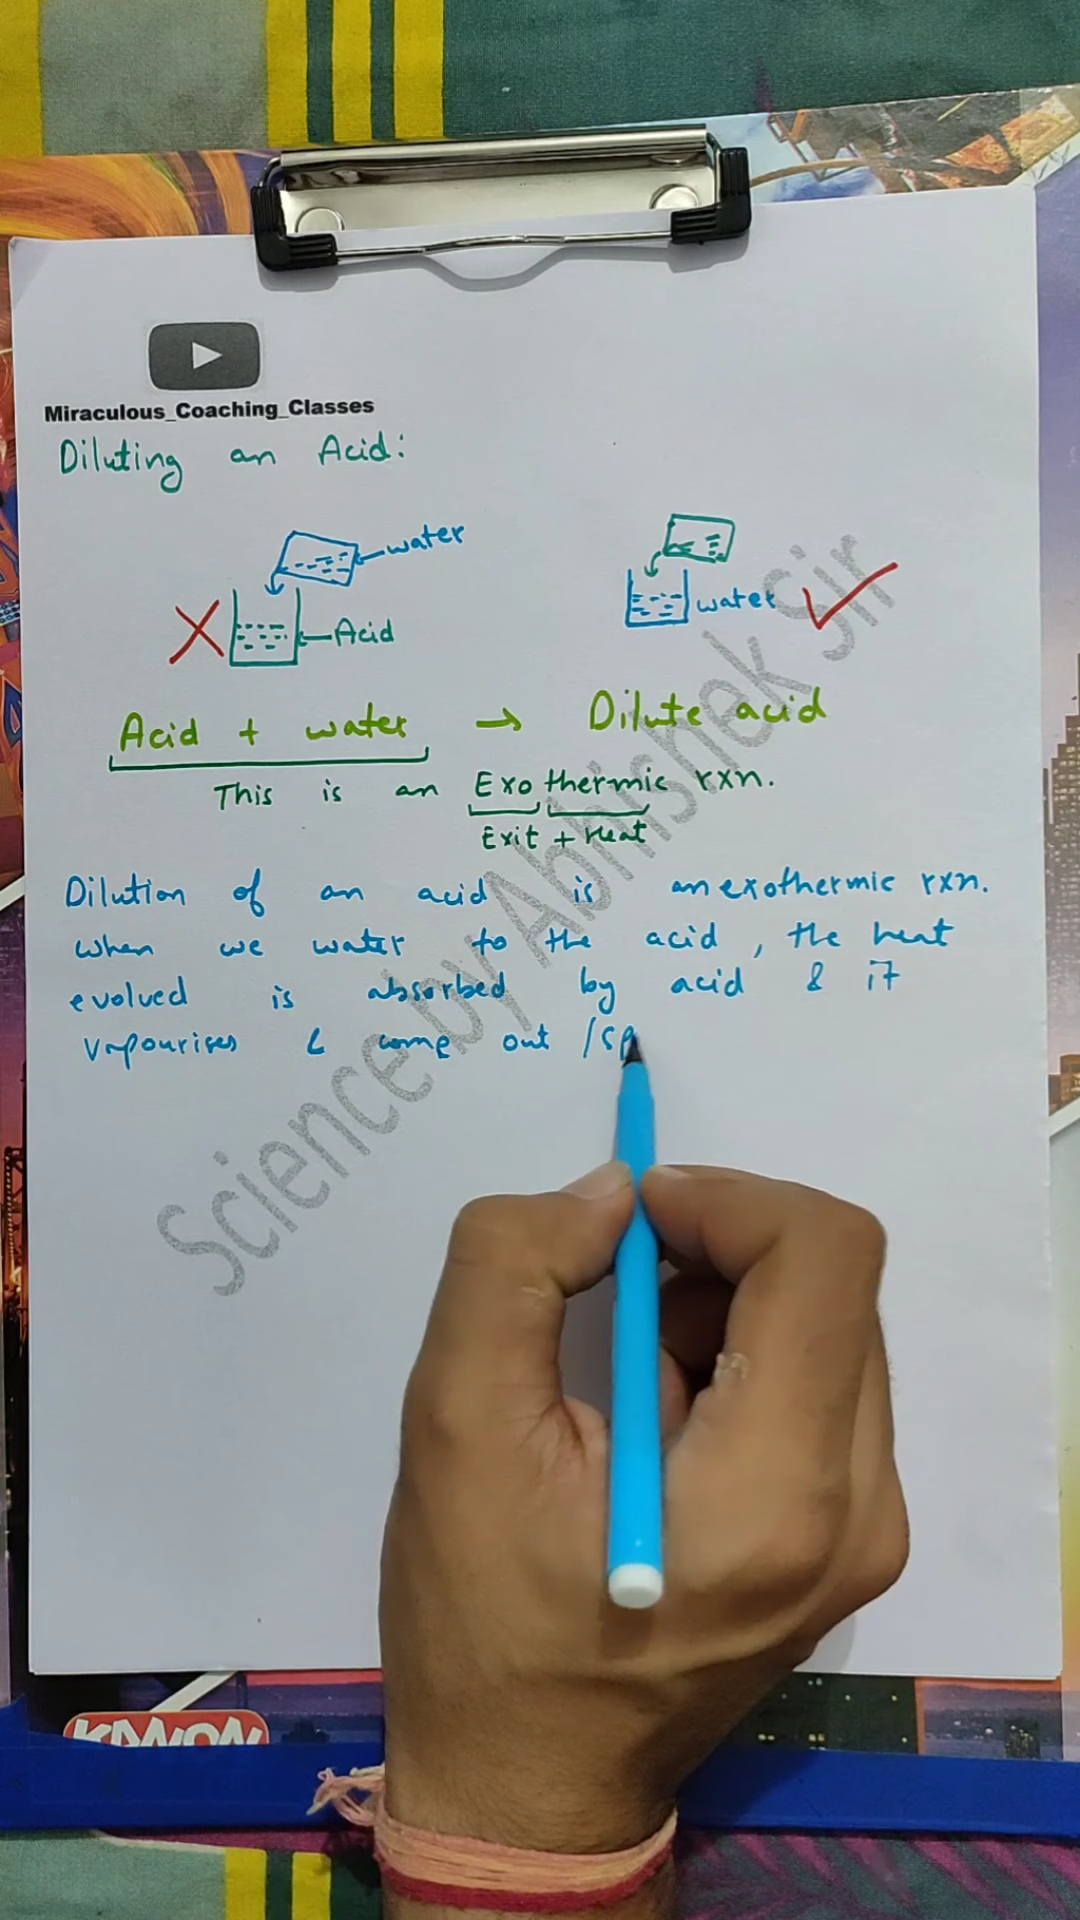 Miraculous_Coaching_Classes
Diluting an Acid:
water
Acid
water
Acid + water → Dilute acid
This is an Exothermic rxn.
Exit + Heat
Dilution of an acid is an exothermic rxn.
when we water to the acid, the heat
evolved is absorbed by acid & it
vapourises & come out /sp
Science by Abhishek Sir
KANON